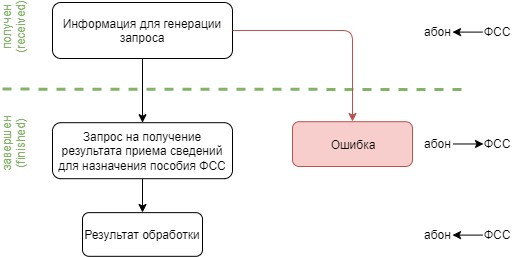 получен
(received)
Информация для генерации
запроса
абон
ФСС
завершен
(finished)
Запрос на получение
результата приема сведений
для назначения пособия ФСС
Ошибка
абон
ФСС
Результат обработки
абон
ФСС